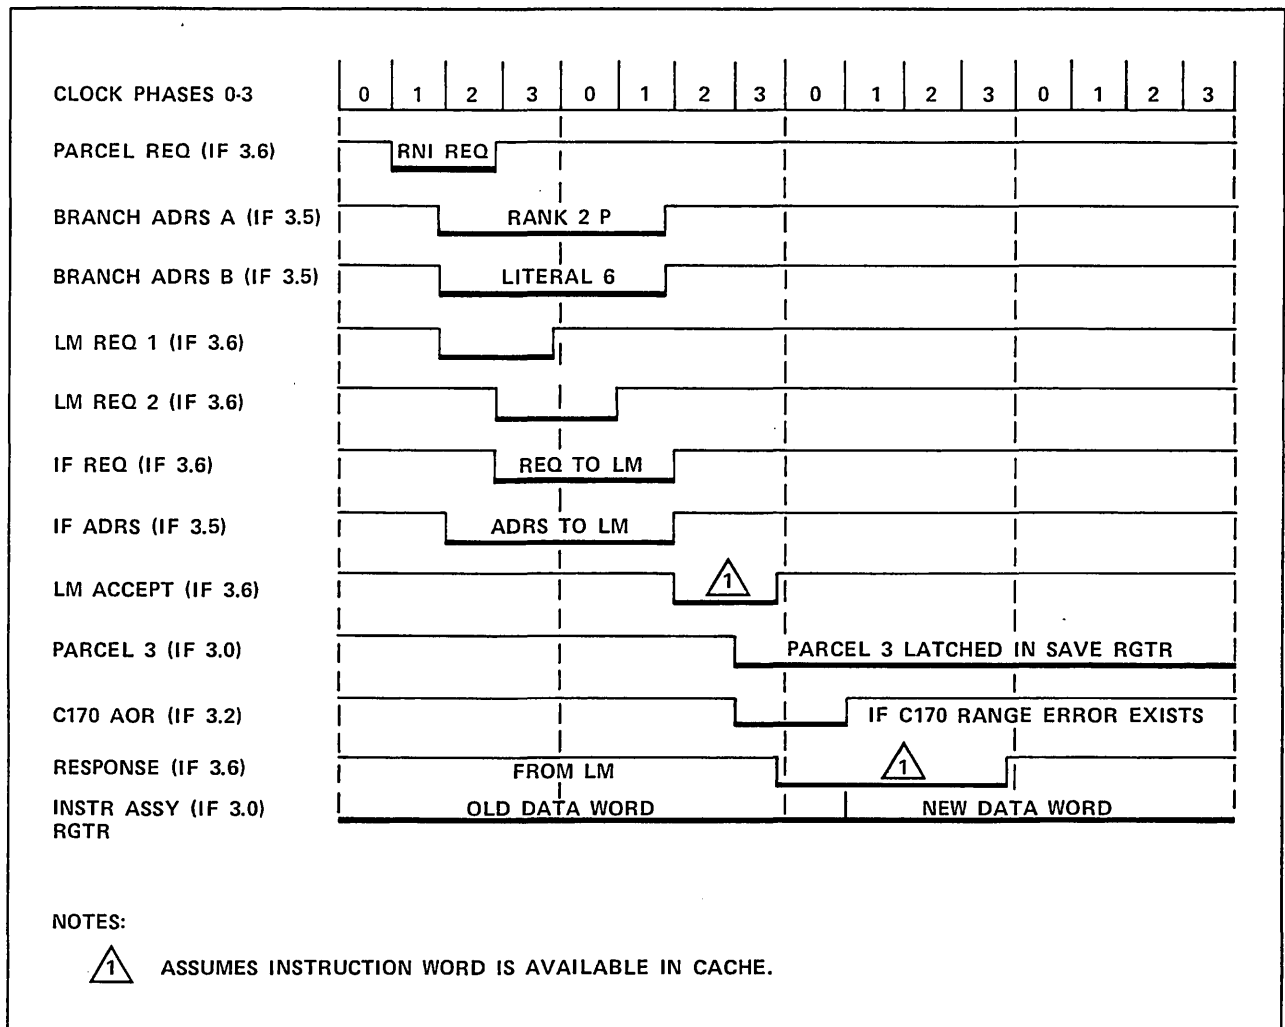 CLOCK PHASES 0-3 0 1 2 3 0 1 2 3 0 1 2 3 0 1 2 3
PARCEL REQ (IF 3.6) RNI REQ
BRANCH ADRS A (IF 3.5) RANK 2 P
BRANCH ADRS B (IF 3.5) LITERAL 6
LM REQ 1 (IF 3.6)
LM REQ 2 (IF 3.6)
IF REQ (IF 3.6) REQ TO LM
IF ADRS (IF 3.5) ADRS TO LM
LM ACCEPT (IF 3.6) 1
PARCEL 3 (IF 3.0) PARCEL 3 LATCHED IN SAVE RGTR
C170 AOR (IF 3.2) IF C170 RANGE ERROR EXISTS
RESPONSE (IF 3.6) FROM LM 1
INSTR ASSY (IF 3.0) OLD DATA WORD NEW DATA WORD
RGTR
NOTES:
1 ASSUMES INSTRUCTION WORD IS AVAILABLE IN CACHE.